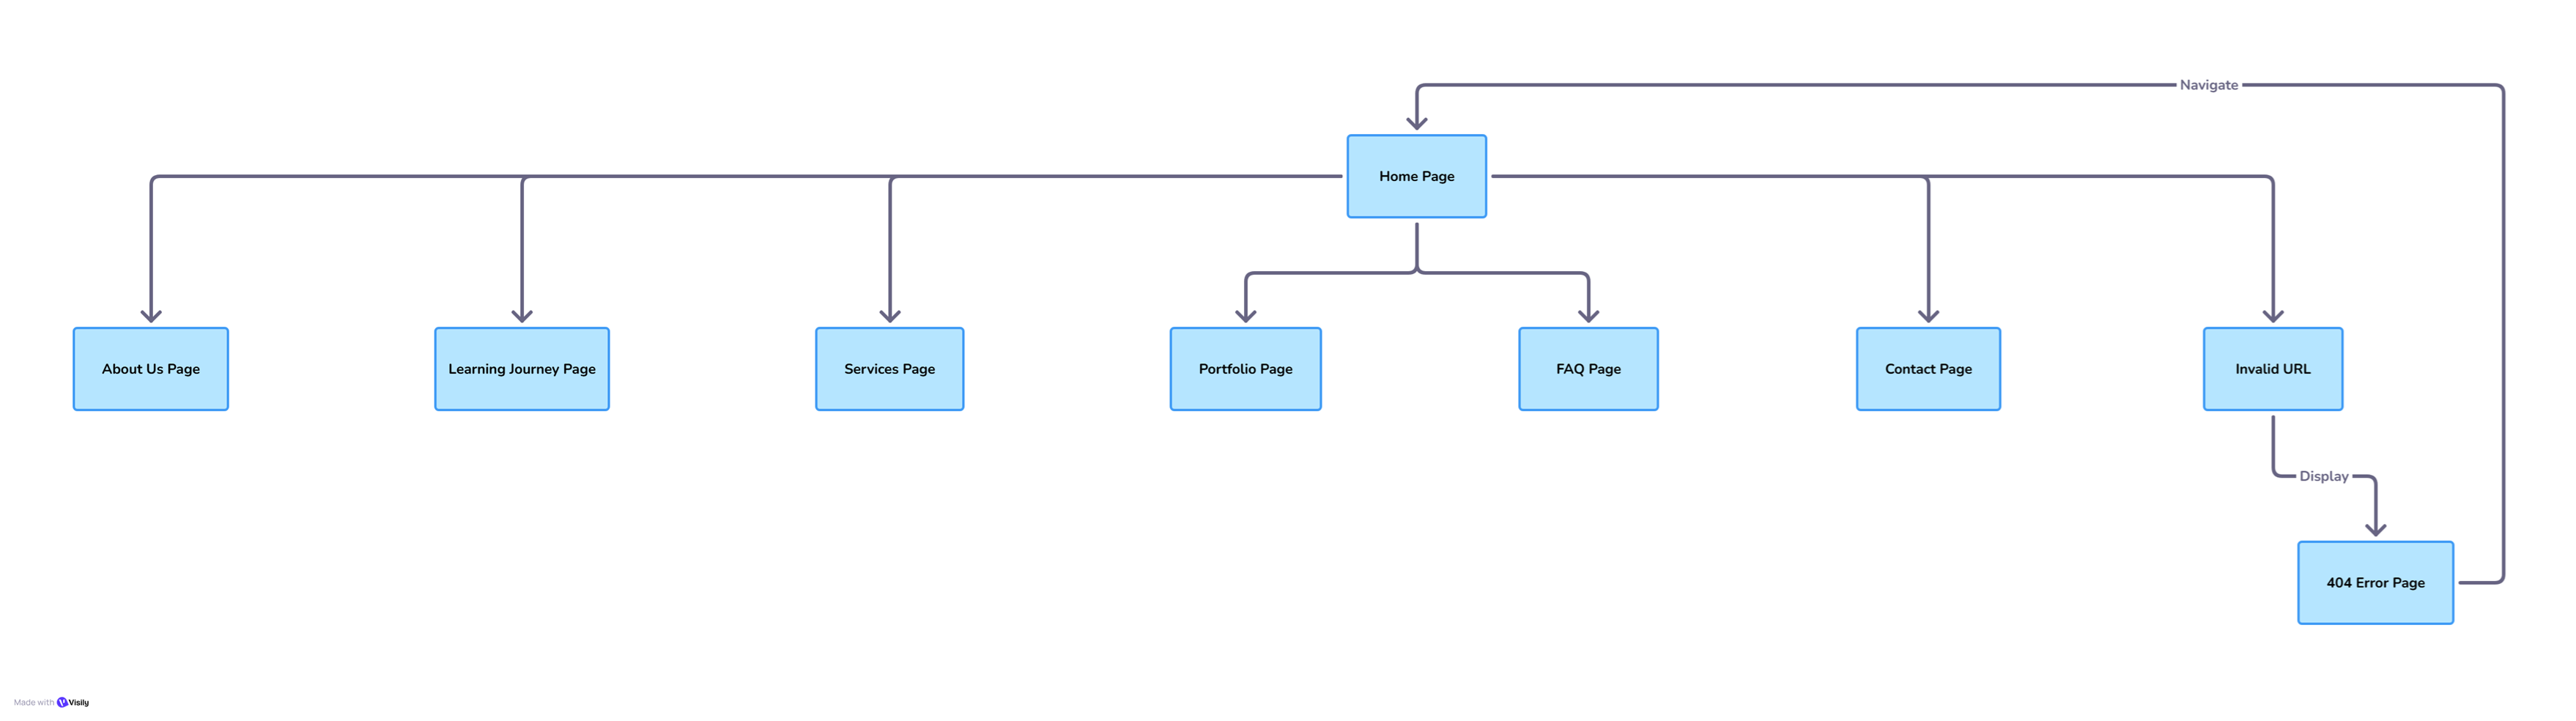 Navigate
Home Page
About Us Page
Learning Journey Page
Services Page
Portfolio Page
FAQ Page
Contact Page
Invalid URL
Display
404 Error Page
Made with Visily